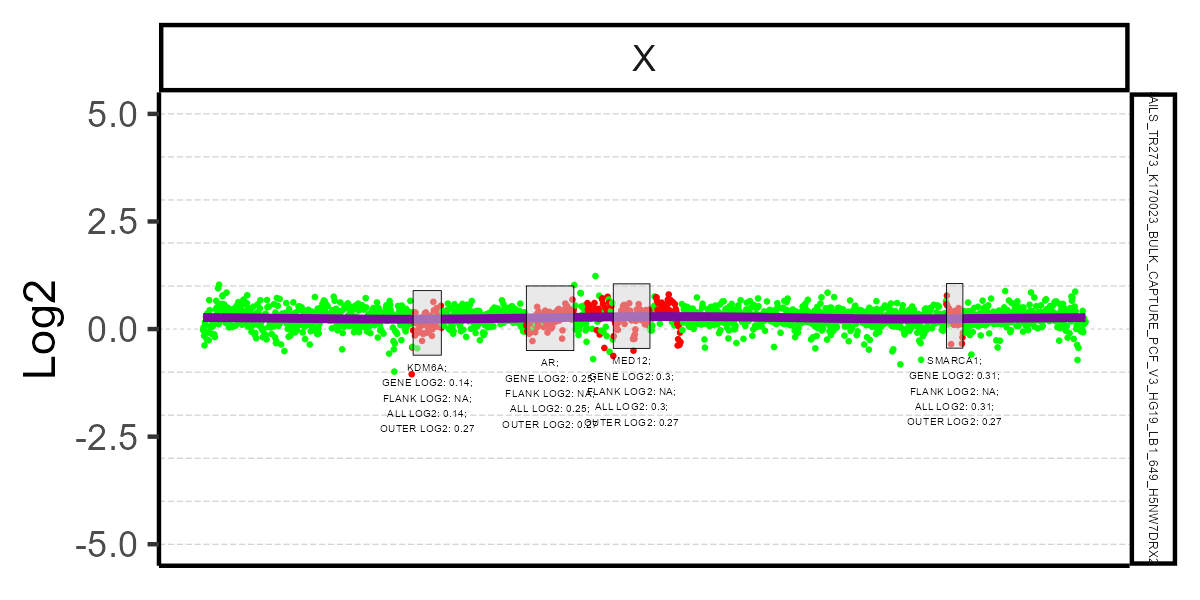 X
Log2
5.0
2.5
0.0
-2.5
-5.0
KDM6A;
GENE LOG2: 0.14;
FLANK LOG2: NA;
ALL LOG2: 0.14;
OUTER LOG2: 0.27
AR;
GENE LOG2: 0.25;
FLANK LOG2: NA;
ALL LOG2: 0.25;
OUTER LOG2: 0.27
MED12;
GENE LOG2: 0.3;
FLANK LOG2: NA;
ALL LOG2: 0.3;
OUTER LOG2: 0.27
SMARCA1;
GENE LOG2: 0.31;
FLANK LOG2: NA;
ALL LOG2: 0.31;
OUTER LOG2: 0.27
AILS_TR273_K170023_BULK_CAPTURE_PCF_V3_HG19_LB1_649_H5NW7DRX2